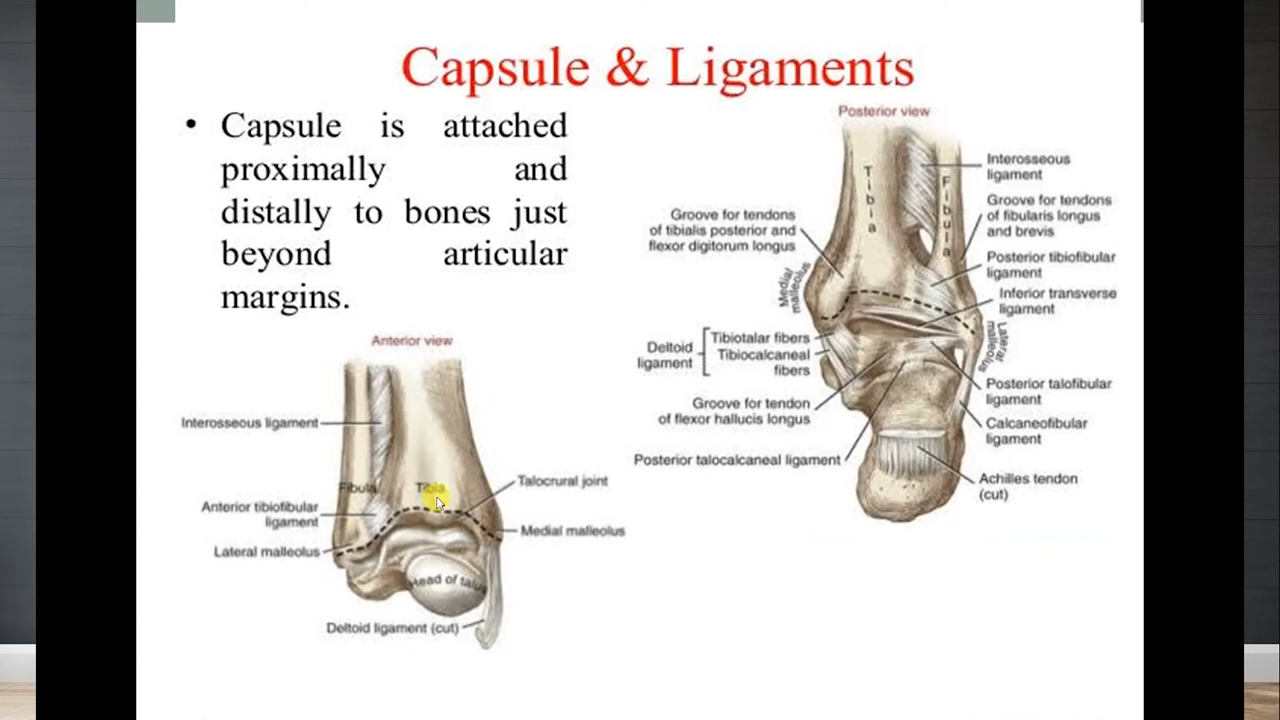 Capsule & Ligaments
• Capsule is attached
proximally and
distally to bones just
beyond articular
margins.
Anterior view
Interosseous ligament
Fibula
Tibia
Talocrural joint
Anterior tibiofibular
ligament
Medial malleolus
Lateral malleolus
Head of talus
Deltoid ligament (cut)
Posterior view
Tibia
Fibula
Interosseous
ligament
Groove for tendons
of tibialis posterior and
flexor digitorum longus
Groove for tendons
of fibularis longus
and brevis
Posterior tibiofibular
ligament
Medial
malleolus
Inferior transverse
ligament
Lateral
malleolus
Deltoid
ligament
Tibiotalar fibers
Tibiocalcaneal
fibers
Posterior talofibular
ligament
Groove for tendon
of flexor hallucis longus
Calcaneofibular
ligament
Posterior talocalcaneal ligament
Achilles tendon
(cut)